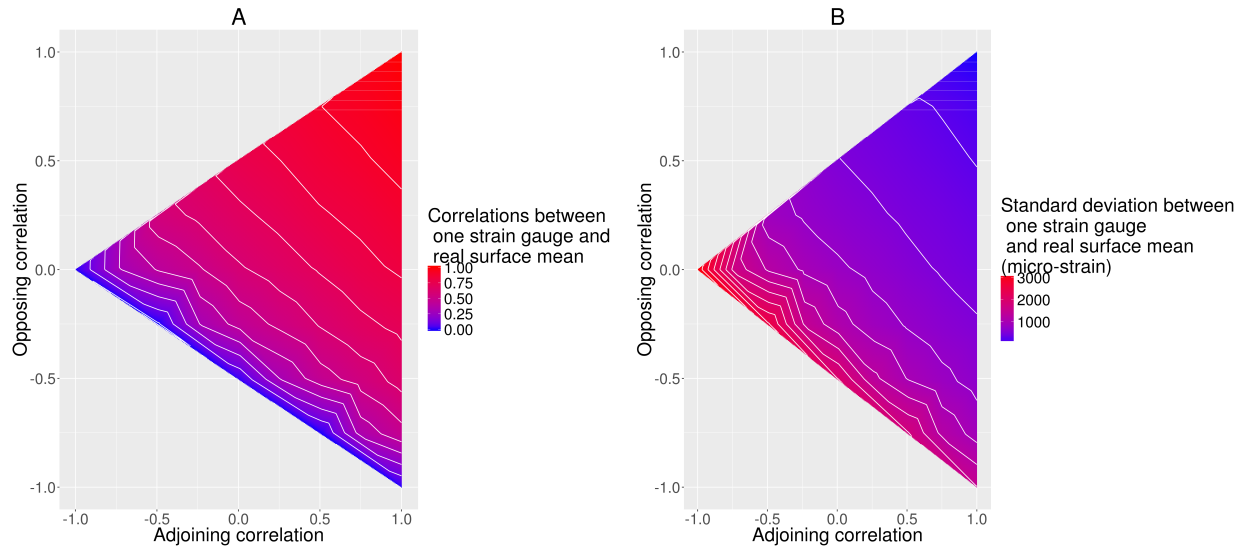 A
Opposing correlation
1.0
0.5
0.0
-0.5
-1.0
-1.0 -0.5 0.0 0.5 1.0
Adjoining correlation
Correlations between
one strain gauge and
real surface mean
1.00
0.75
0.50
0.25
0.00
B
Opposing correlation
1.0
0.5
0.0
-0.5
-1.0
-1.0 -0.5 0.0 0.5 1.0
Adjoining correlation
Standard deviation between
one strain gauge
and real surface mean
(micro-strain)
3000
2000
1000